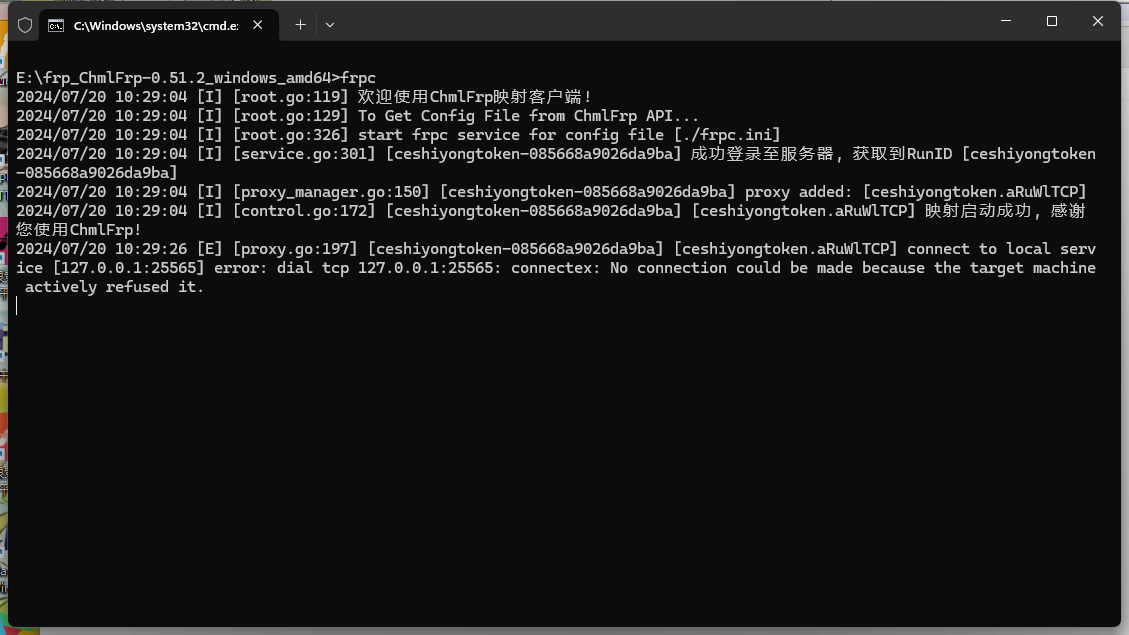 C:\Windows\system32\cmd.e:
E:\frp_ChmlFrp-0.51.2_windows_amd64>frpc
2024/07/20 10:29:04 [I] [root.go:119] 欢迎使用ChmlFrp映射客户端!
2024/07/20 10:29:04 [I] [root.go:129] To Get Config File from ChmlFrp API...
2024/07/20 10:29:04 [I] [root.go:326] start frpc service for config file [./frpc.ini]
2024/07/20 10:29:04 [I] [service.go:301] [ceshiyongtoken-085668a9026da9ba] 成功登录至服务器, 获取到RunID [ceshiyongtoken
-085668a9026da9ba]
2024/07/20 10:29:04 [I] [proxy_manager.go:150] [ceshiyongtoken-085668a9026da9ba] proxy added: [ceshiyongtoken.aRuWlTCP]
2024/07/20 10:29:04 [I] [control.go:172] [ceshiyongtoken-085668a9026da9ba] [ceshiyongtoken.aRuWlTCP] 映射启动成功, 感谢
您使用ChmlFrp!
2024/07/20 10:29:26 [E] [proxy.go:197] [ceshiyongtoken-085668a9026da9ba] [ceshiyongtoken.aRuWlTCP] connect to local serv
ice [127.0.0.1:25565] error: dial tcp 127.0.0.1:25565: connectex: No connection could be made because the target machine
actively refused it.